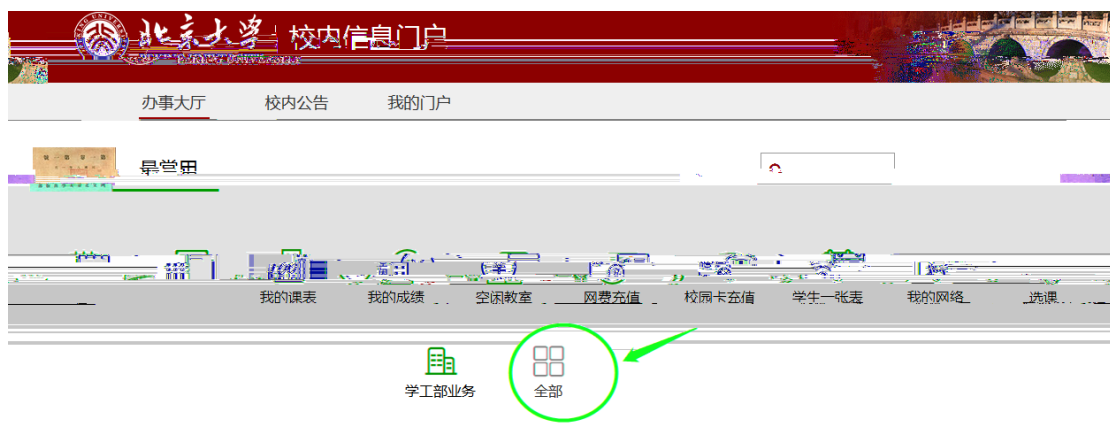 北京大学 校内信息门户
办事大厅 校内公告 我的门户
最常用
我的课表 我的成绩 空闲教室 网费充值 校园卡充值 学生一张表 我的网络 选课
学工部业务 全部